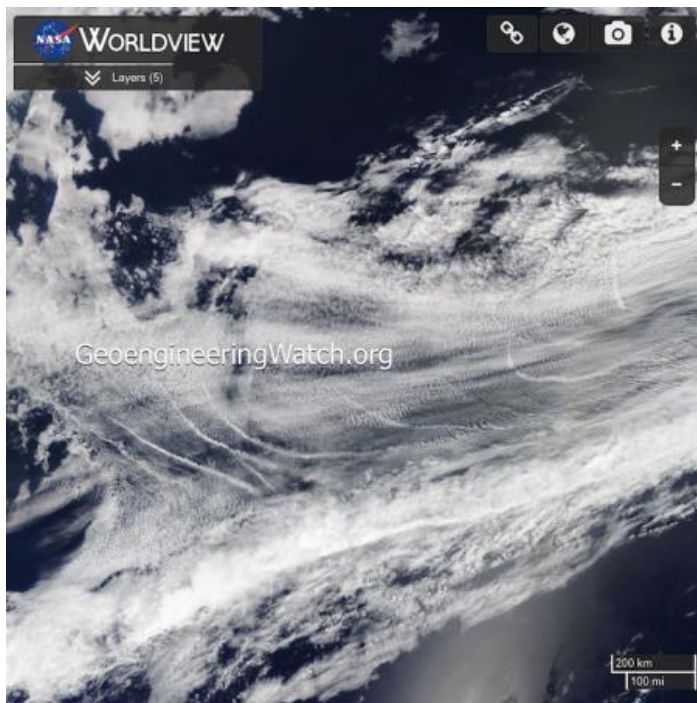 NASA WORLDVIEW
Layers (5)
GeoengineeringWatch.org
200 km
100 mi